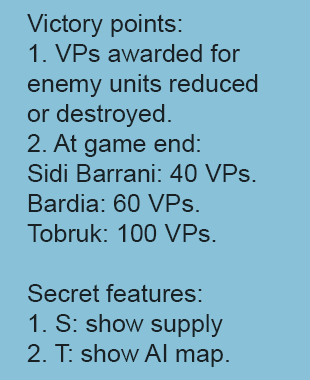 Victory points:
1. VPs awarded for
enemy units reduced
or destroyed.
2. At game end:
Sidi Barrani: 40 VPs.
Bardia: 60 VPs.
Tobruk: 100 VPs.

Secret features:
1. S: show supply
2. T: show AI map.